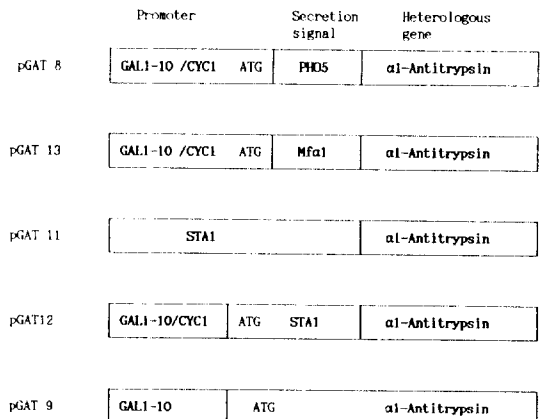 Promoter Secretion signal Heterologous gene
pGAT 8 GAL1-10 /CYC1 ATG PHO5 α1-Antitrypsin
pGAT 13 GAL1-10 /CYC1 ATG Mfα1 α1-Antitrypsin
pGAT 11 STA1 α1-Antitrypsin
pGAT12 GAL1-10/CYC1 ATG STA1 α1-Antitrypsin
pGAT 9 GAL1-10 ATG α1-Antitrypsin